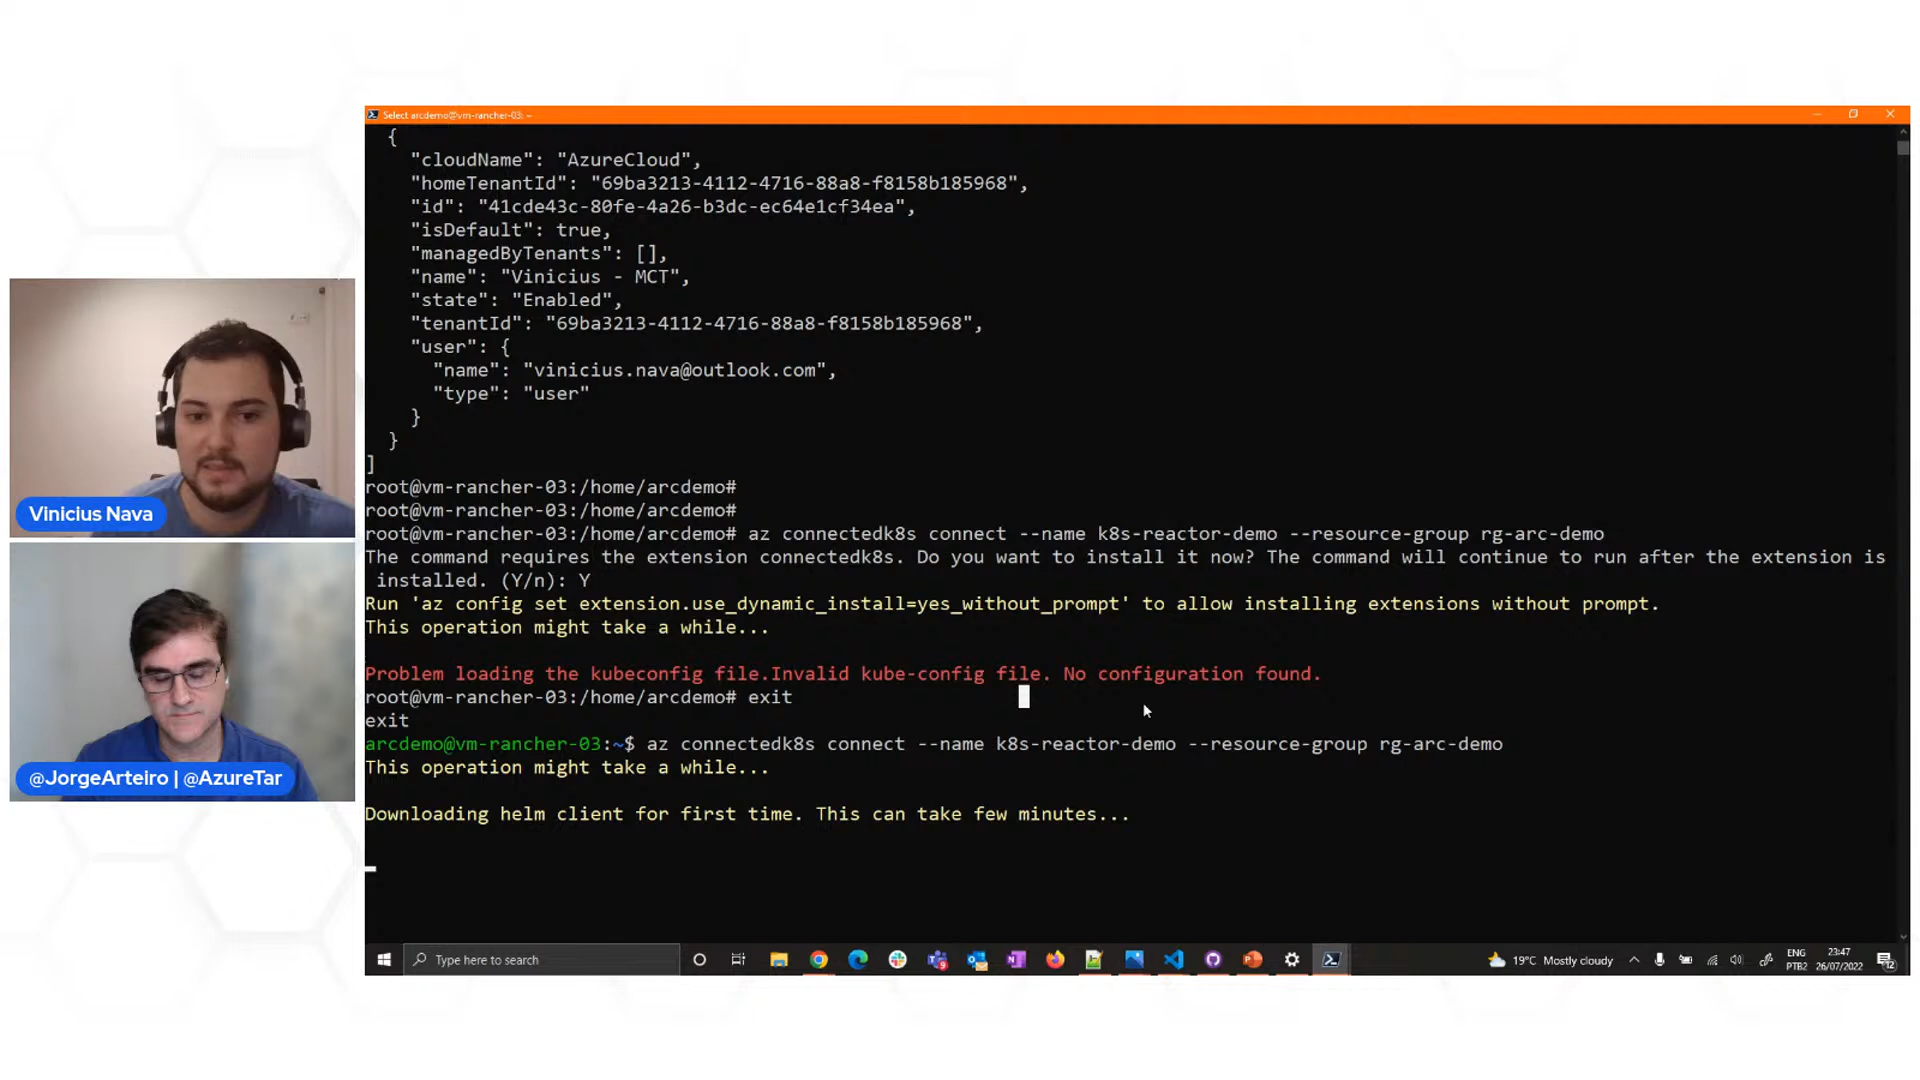 Select arcdemo@vm-rancher-03: ~
{
"cloudName": "AzureCloud",
"homeTenantId": "69ba3213-4112-4716-88a8-f8158b185968",
"id": "41cde43c-80fe-4a26-b3dc-ec64e1cf34ea",
"isDefault": true,
"managedByTenants": [],
"name": "Vinicius - MCT",
"state": "Enabled",
"tenantId": "69ba3213-4112-4716-88a8-f8158b185968",
"user": {
"name": "vinicius.nava@outlook.com",
"type": "user"
}
}
]
root@vm-rancher-03:/home/arcdemo#
root@vm-rancher-03:/home/arcdemo#
root@vm-rancher-03:/home/arcdemo# az connectedk8s connect --name k8s-reactor-demo --resource-group rg-arc-demo
The command requires the extension connectedk8s. Do you want to install it now? The command will continue to run after the extension is
installed. (Y/n): Y
Run 'az config set extension.use_dynamic_install=yes_without_prompt' to allow installing extensions without prompt.
This operation might take a while...
Problem loading the kubeconfig file.Invalid kube-config file. No configuration found.
root@vm-rancher-03:/home/arcdemo# exit
exit
arcdemo@vm-rancher-03:~$ az connectedk8s connect --name k8s-reactor-demo --resource-group rg-arc-demo
This operation might take a while...
Downloading helm client for first time. This can take few minutes...
Vinicius Nava
@JorgeArteiro | @AzureTar
Type here to search
19°C Mostly cloudy
ENG
PTB2
23:47
26/07/2022